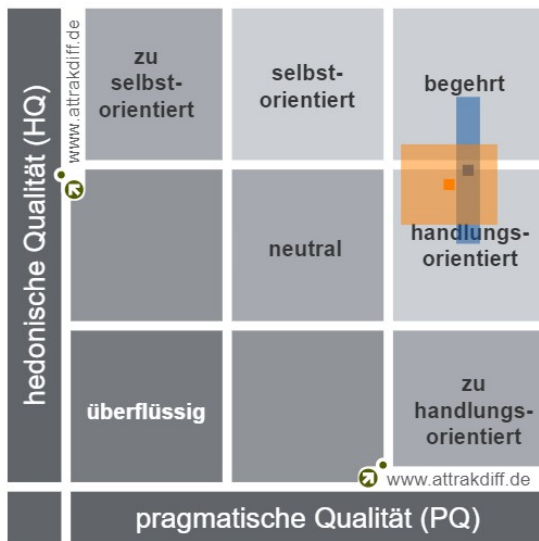 zu
selbst-
orientiert
selbst-
orientiert
begehrt
neutral
handlungs-
orientiert
überflüssig
zu
handlungs-
orientiert
hedonische Qualität (HQ)
www.attrakdiff.de
www.attrakdiff.de
pragmatische Qualität (PQ)